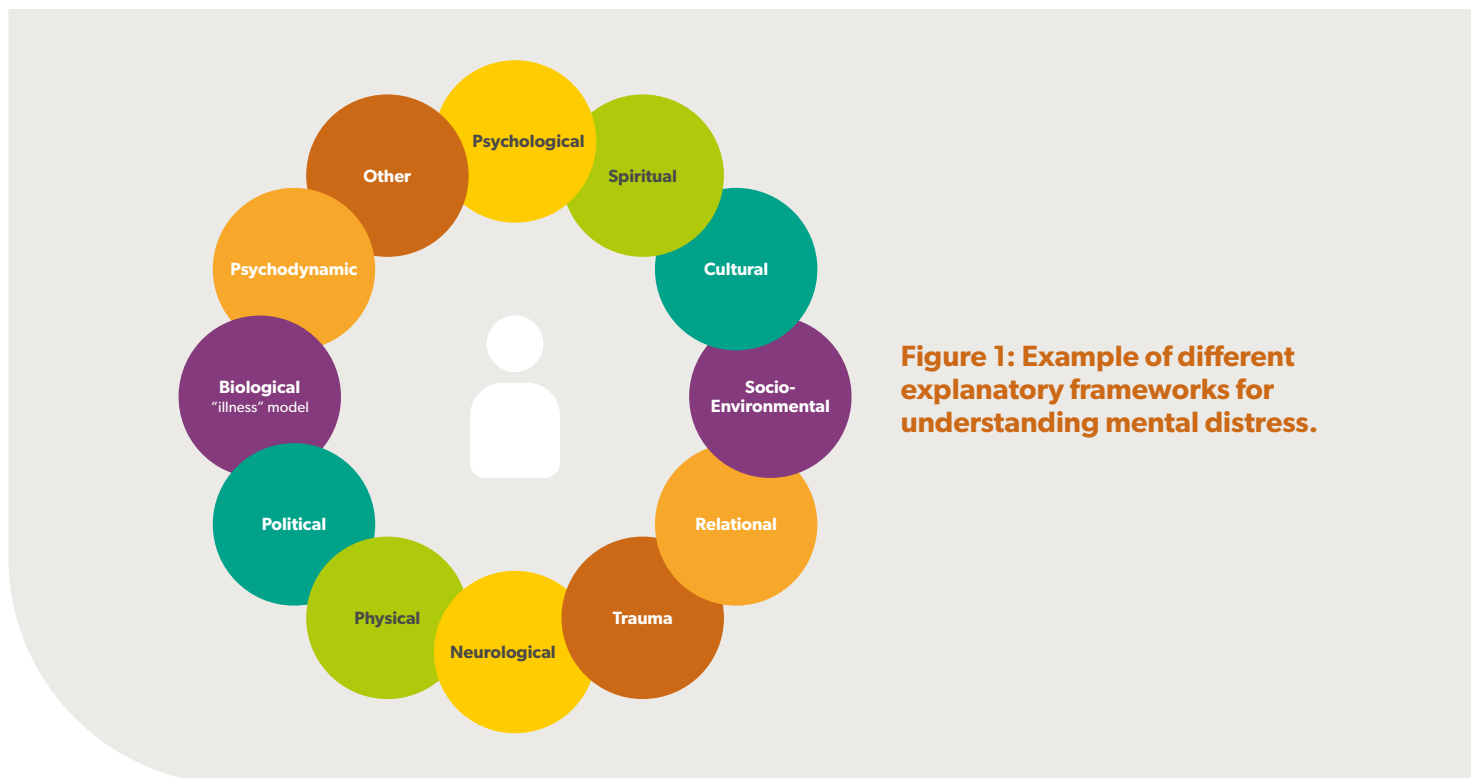 Psychological
Spiritual
Cultural
Socio-
Environmental
Relational
Trauma
Neurological
Physical
Political
Biological
“illness” model
Psychodynamic
Other
Figure 1: Example of different
explanatory frameworks for
understanding mental distress.